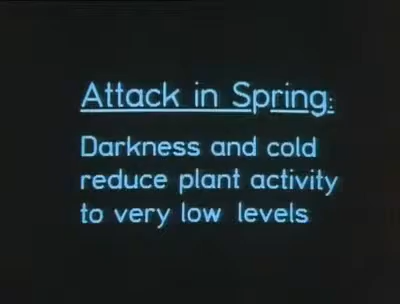 Attack in Spring:
Darkness and cold
reduce plant activity
to very low levels